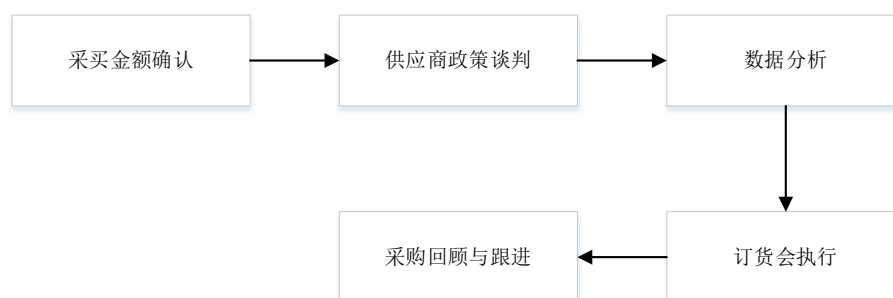 采买金额确认
供应商政策谈判
数据分析
订货会执行
采购回顾与跟进